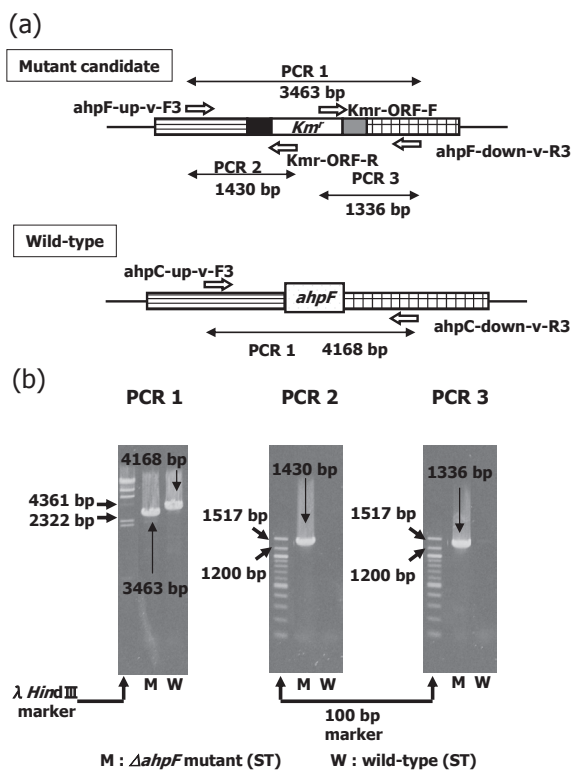 (a)
Mutant candidate
PCR 1
3463 bp
ahpF-up-v-F3
Kmr-ORF-F
Kmʳ
Kmr-ORF-R
ahpF-down-v-R3
PCR 2
1430 bp
PCR 3
1336 bp
Wild-type
ahpC-up-v-F3
ahpF
ahpC-down-v-R3
PCR 1 4168 bp
(b)
PCR 1 PCR 2 PCR 3
4168 bp
1430 bp
1336 bp
4361 bp
2322 bp
1517 bp
1517 bp
1200 bp
1200 bp
3463 bp
M W M W M W
λ HindⅢ
marker
100 bp
marker
M : ΔahpF mutant (ST) W : wild-type (ST)